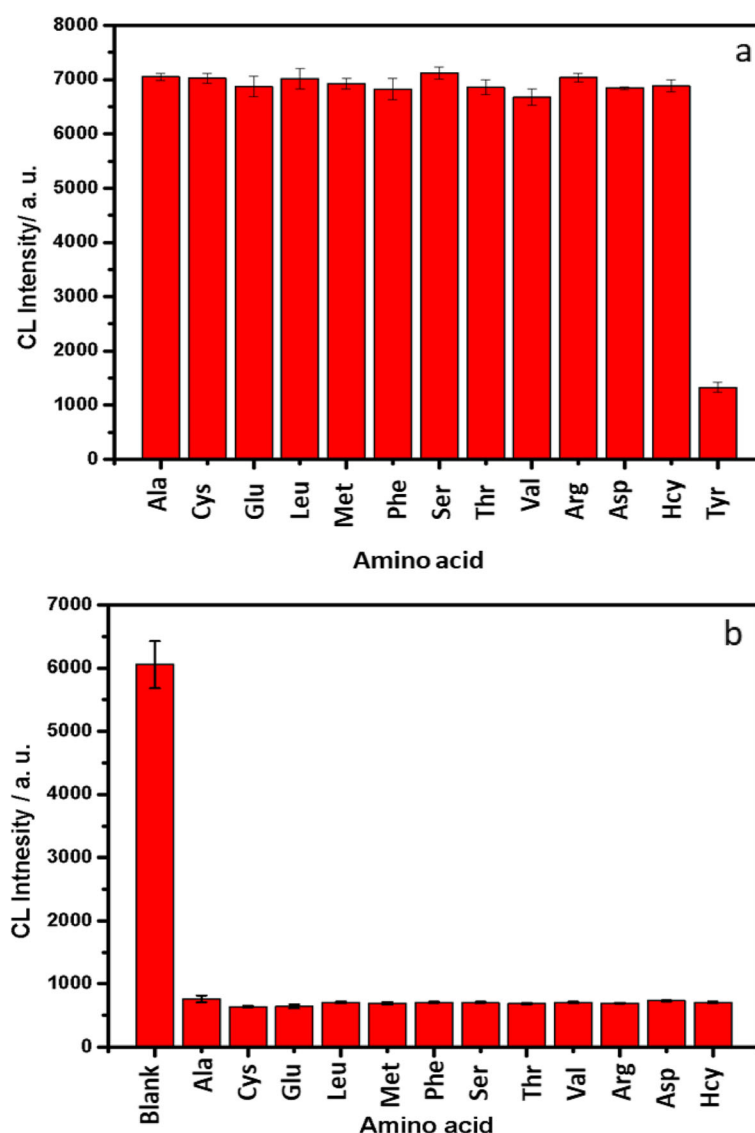 a
8000
7000
6000
5000
4000
3000
2000
1000
0
CL Intensity/ a. u.
Ala Cys Glu Leu Met Phe Ser Thr Val Arg Asp Hcy Tyr
Amino acid
b
7000
6000
5000
4000
3000
2000
1000
0
CL Intnesity / a. u.
Blank Ala Cys Glu Leu Met Phe Ser Thr Val Arg Asp Hcy
Amino acid